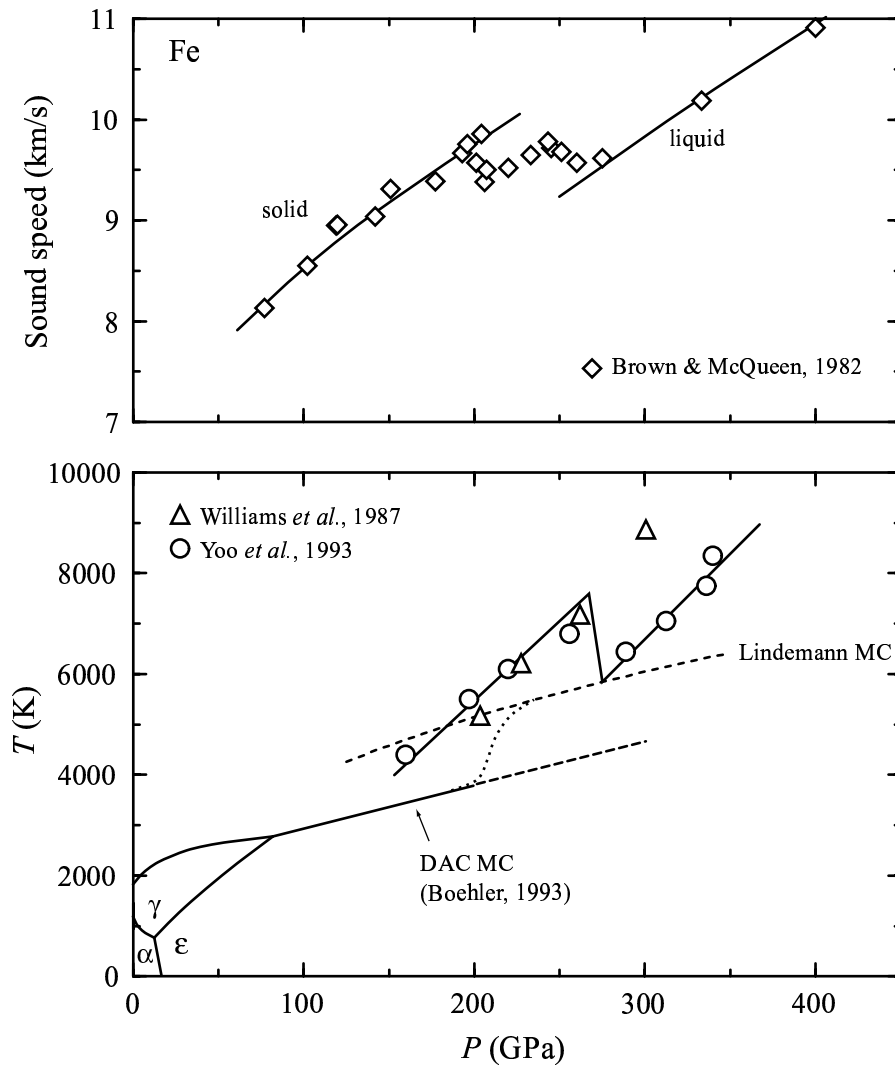 11
Fe
10
Sound speed (km/s)
liquid
solid
9
8
Brown & McQueen, 1982
7
10000
Williams et al., 1987
Yoo et al., 1993
8000
Lindemann MC
6000
T (K)
4000
DAC MC
(Boehler, 1993)
2000
γ
α
ε
0
0 100 200 300 400
P (GPa)